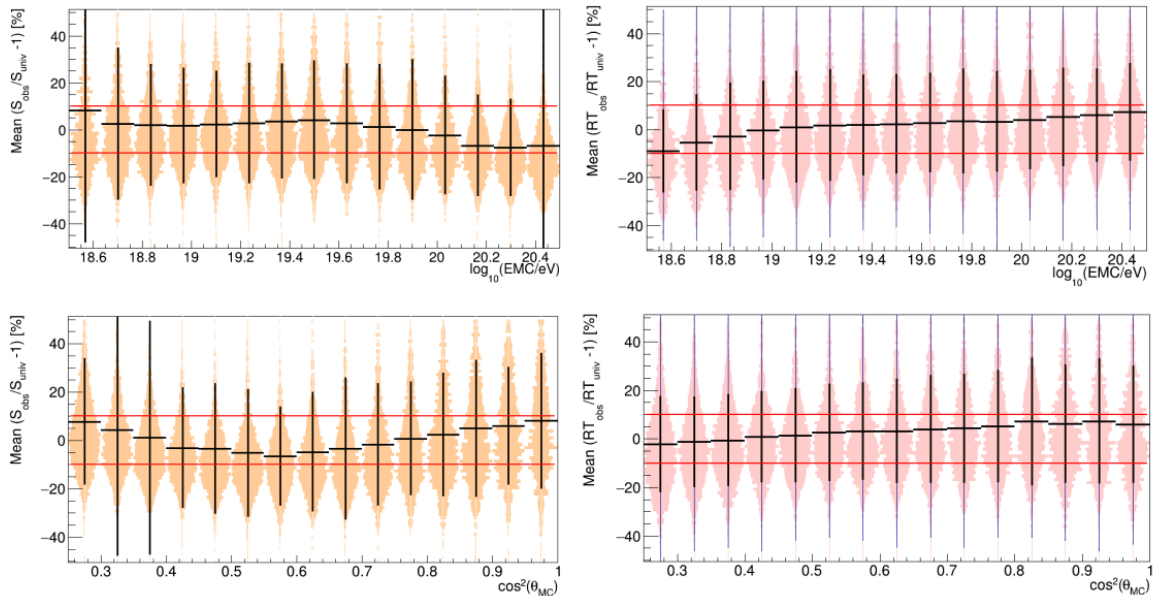 Mean (S_obs/S_univ -1) [%]
40
20
0
−20
−40
18.6 18.8 19 19.2 19.4 19.6 19.8 20 20.2 20.4
log_10(EMC/eV)
Mean (RT_obs/RT_univ -1) [%]
40
20
0
−20
−40
18.6 18.8 19 19.2 19.4 19.6 19.8 20 20.2 20.4
log_10(EMC/eV)
Mean (S_obs/S_univ -1) [%]
40
20
0
−20
−40
0.3 0.4 0.5 0.6 0.7 0.8 0.9 1
cos²(θ_MC)
Mean (RT_obs/RT_univ -1) [%]
40
20
0
−20
−40
0.3 0.4 0.5 0.6 0.7 0.8 0.9 1
cos²(θ_MC)